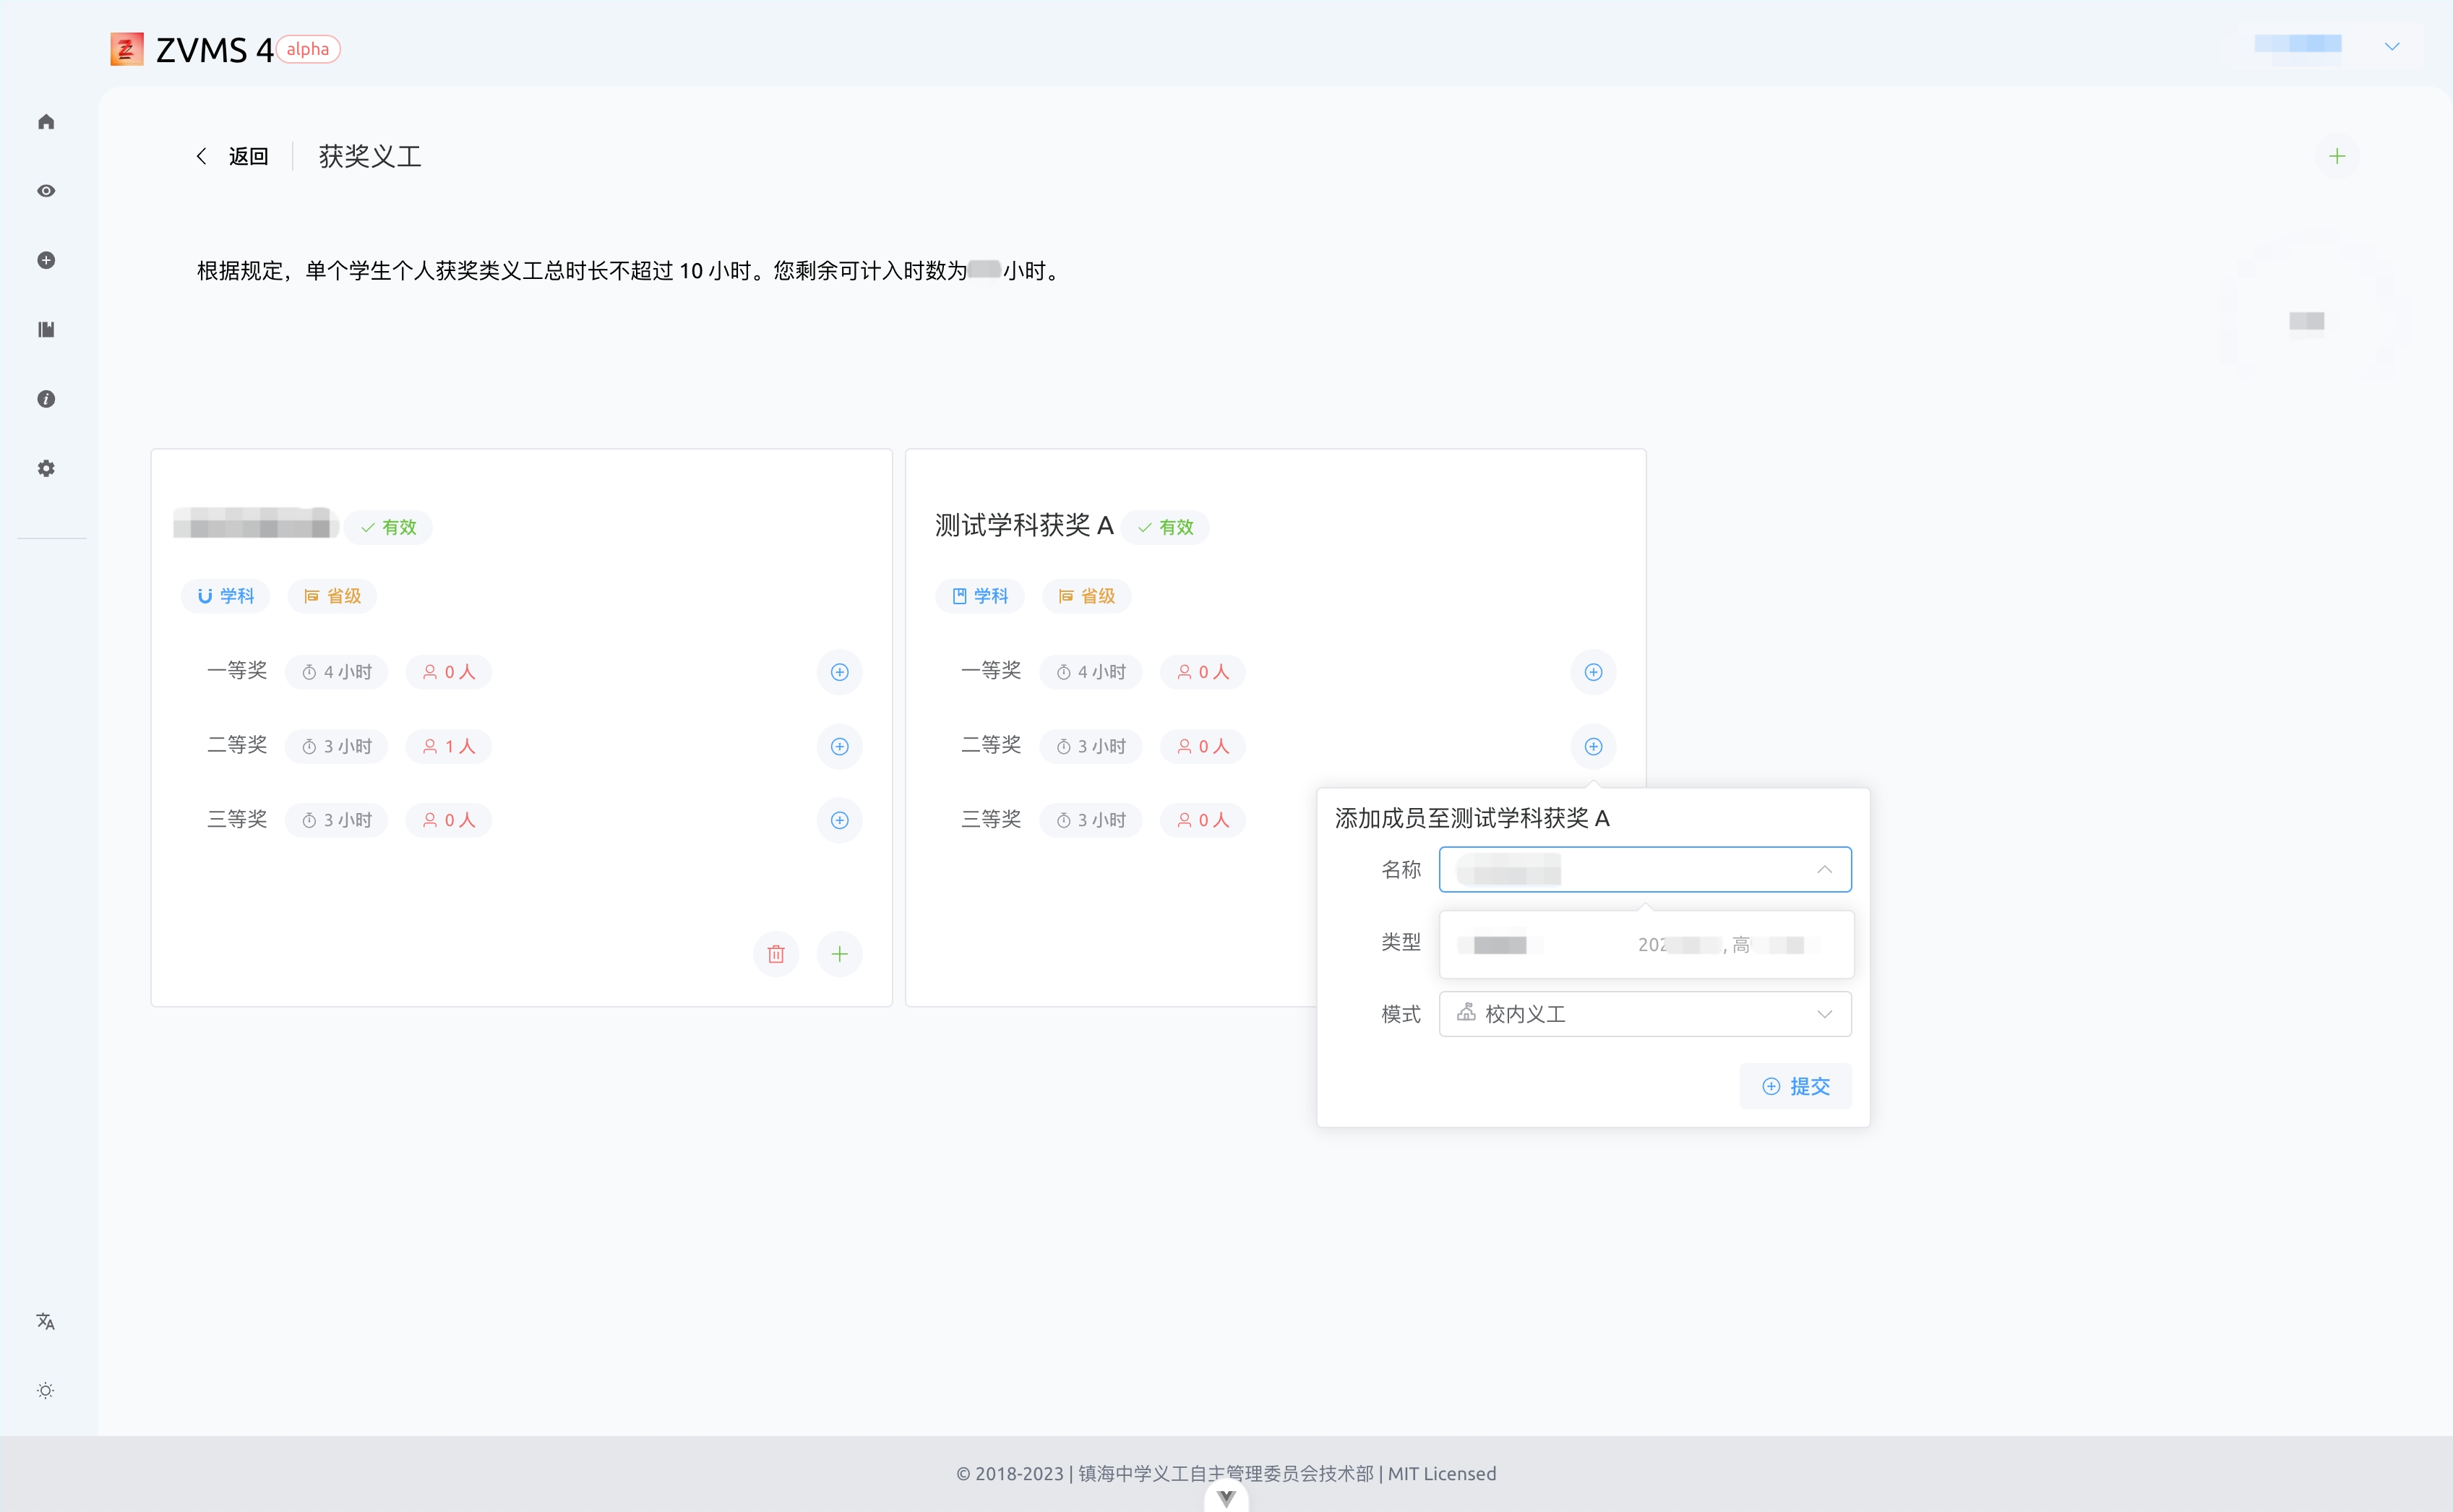 ZVMS 4 alpha
返回 获奖义工
根据规定，单个学生个人获奖类义工总时长不超过 10 小时。您剩余可计入时数为 小时。
有效
学科 省级
一等奖 4 小时 0 人
二等奖 3 小时 1 人
三等奖 3 小时 0 人
测试学科获奖 A 有效
学科 省级
一等奖 4 小时 0 人
二等奖 3 小时 0 人
三等奖 3 小时 0 人
添加成员至测试学科获奖 A
名称
类型 202 , 高
模式 校内义工
提交
© 2018-2023 | 镇海中学义工自主管理委员会技术部 | MIT Licensed